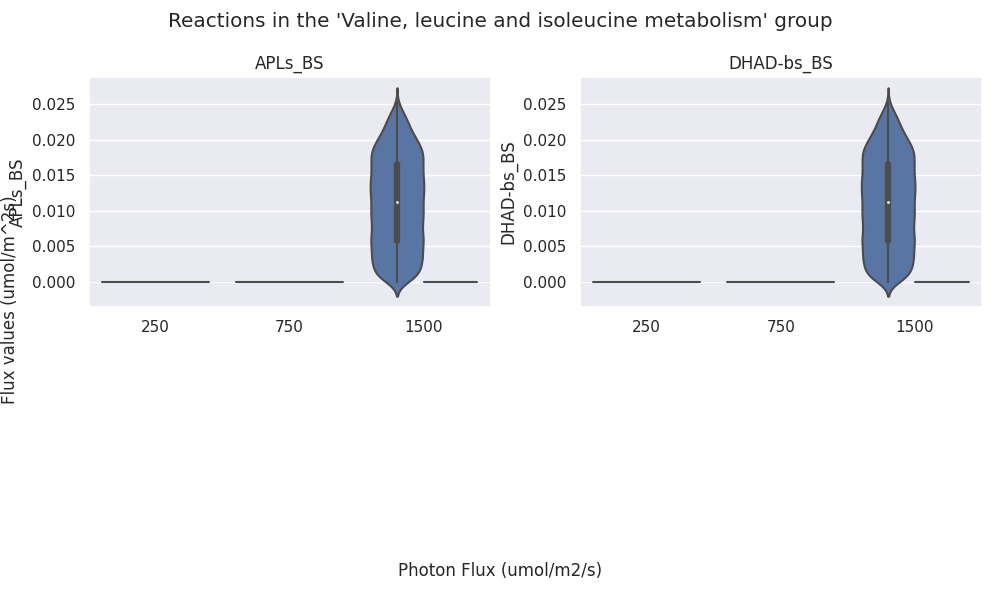 Reactions in the 'Valine, leucine and isoleucine metabolism' group
APLs_BS
DHAD-bs_BS
0.025
0.020
0.015
0.010
0.005
0.000
APLs_BS
Flux values (umol/m^2s)
250
750
1500
0.025
0.020
0.015
0.010
0.005
0.000
DHAD-bs_BS
250
750
1500
Photon Flux (umol/m2/s)